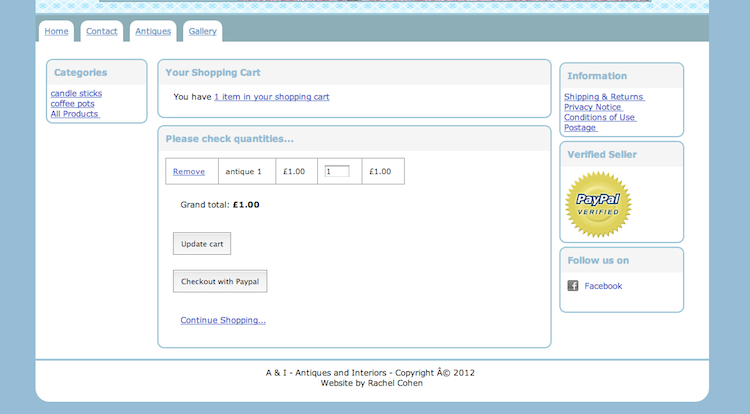 Home
Contact
Antiques
Gallery
Categories
candle sticks
coffee pots
All Products
Your Shopping Cart
You have 1 item in your shopping cart
Please check quantities...
Remove antique 1 £1.00 1 £1.00
Grand total: £1.00
Update cart
Checkout with Paypal
Continue Shopping...
Information
Shipping & Returns
Privacy Notice
Conditions of Use
Postage
Verified Seller
PayPal
VERIFIED
Follow us on
Facebook
A & I - Antiques and Interiors - Copyright Â© 2012
Website by Rachel Cohen